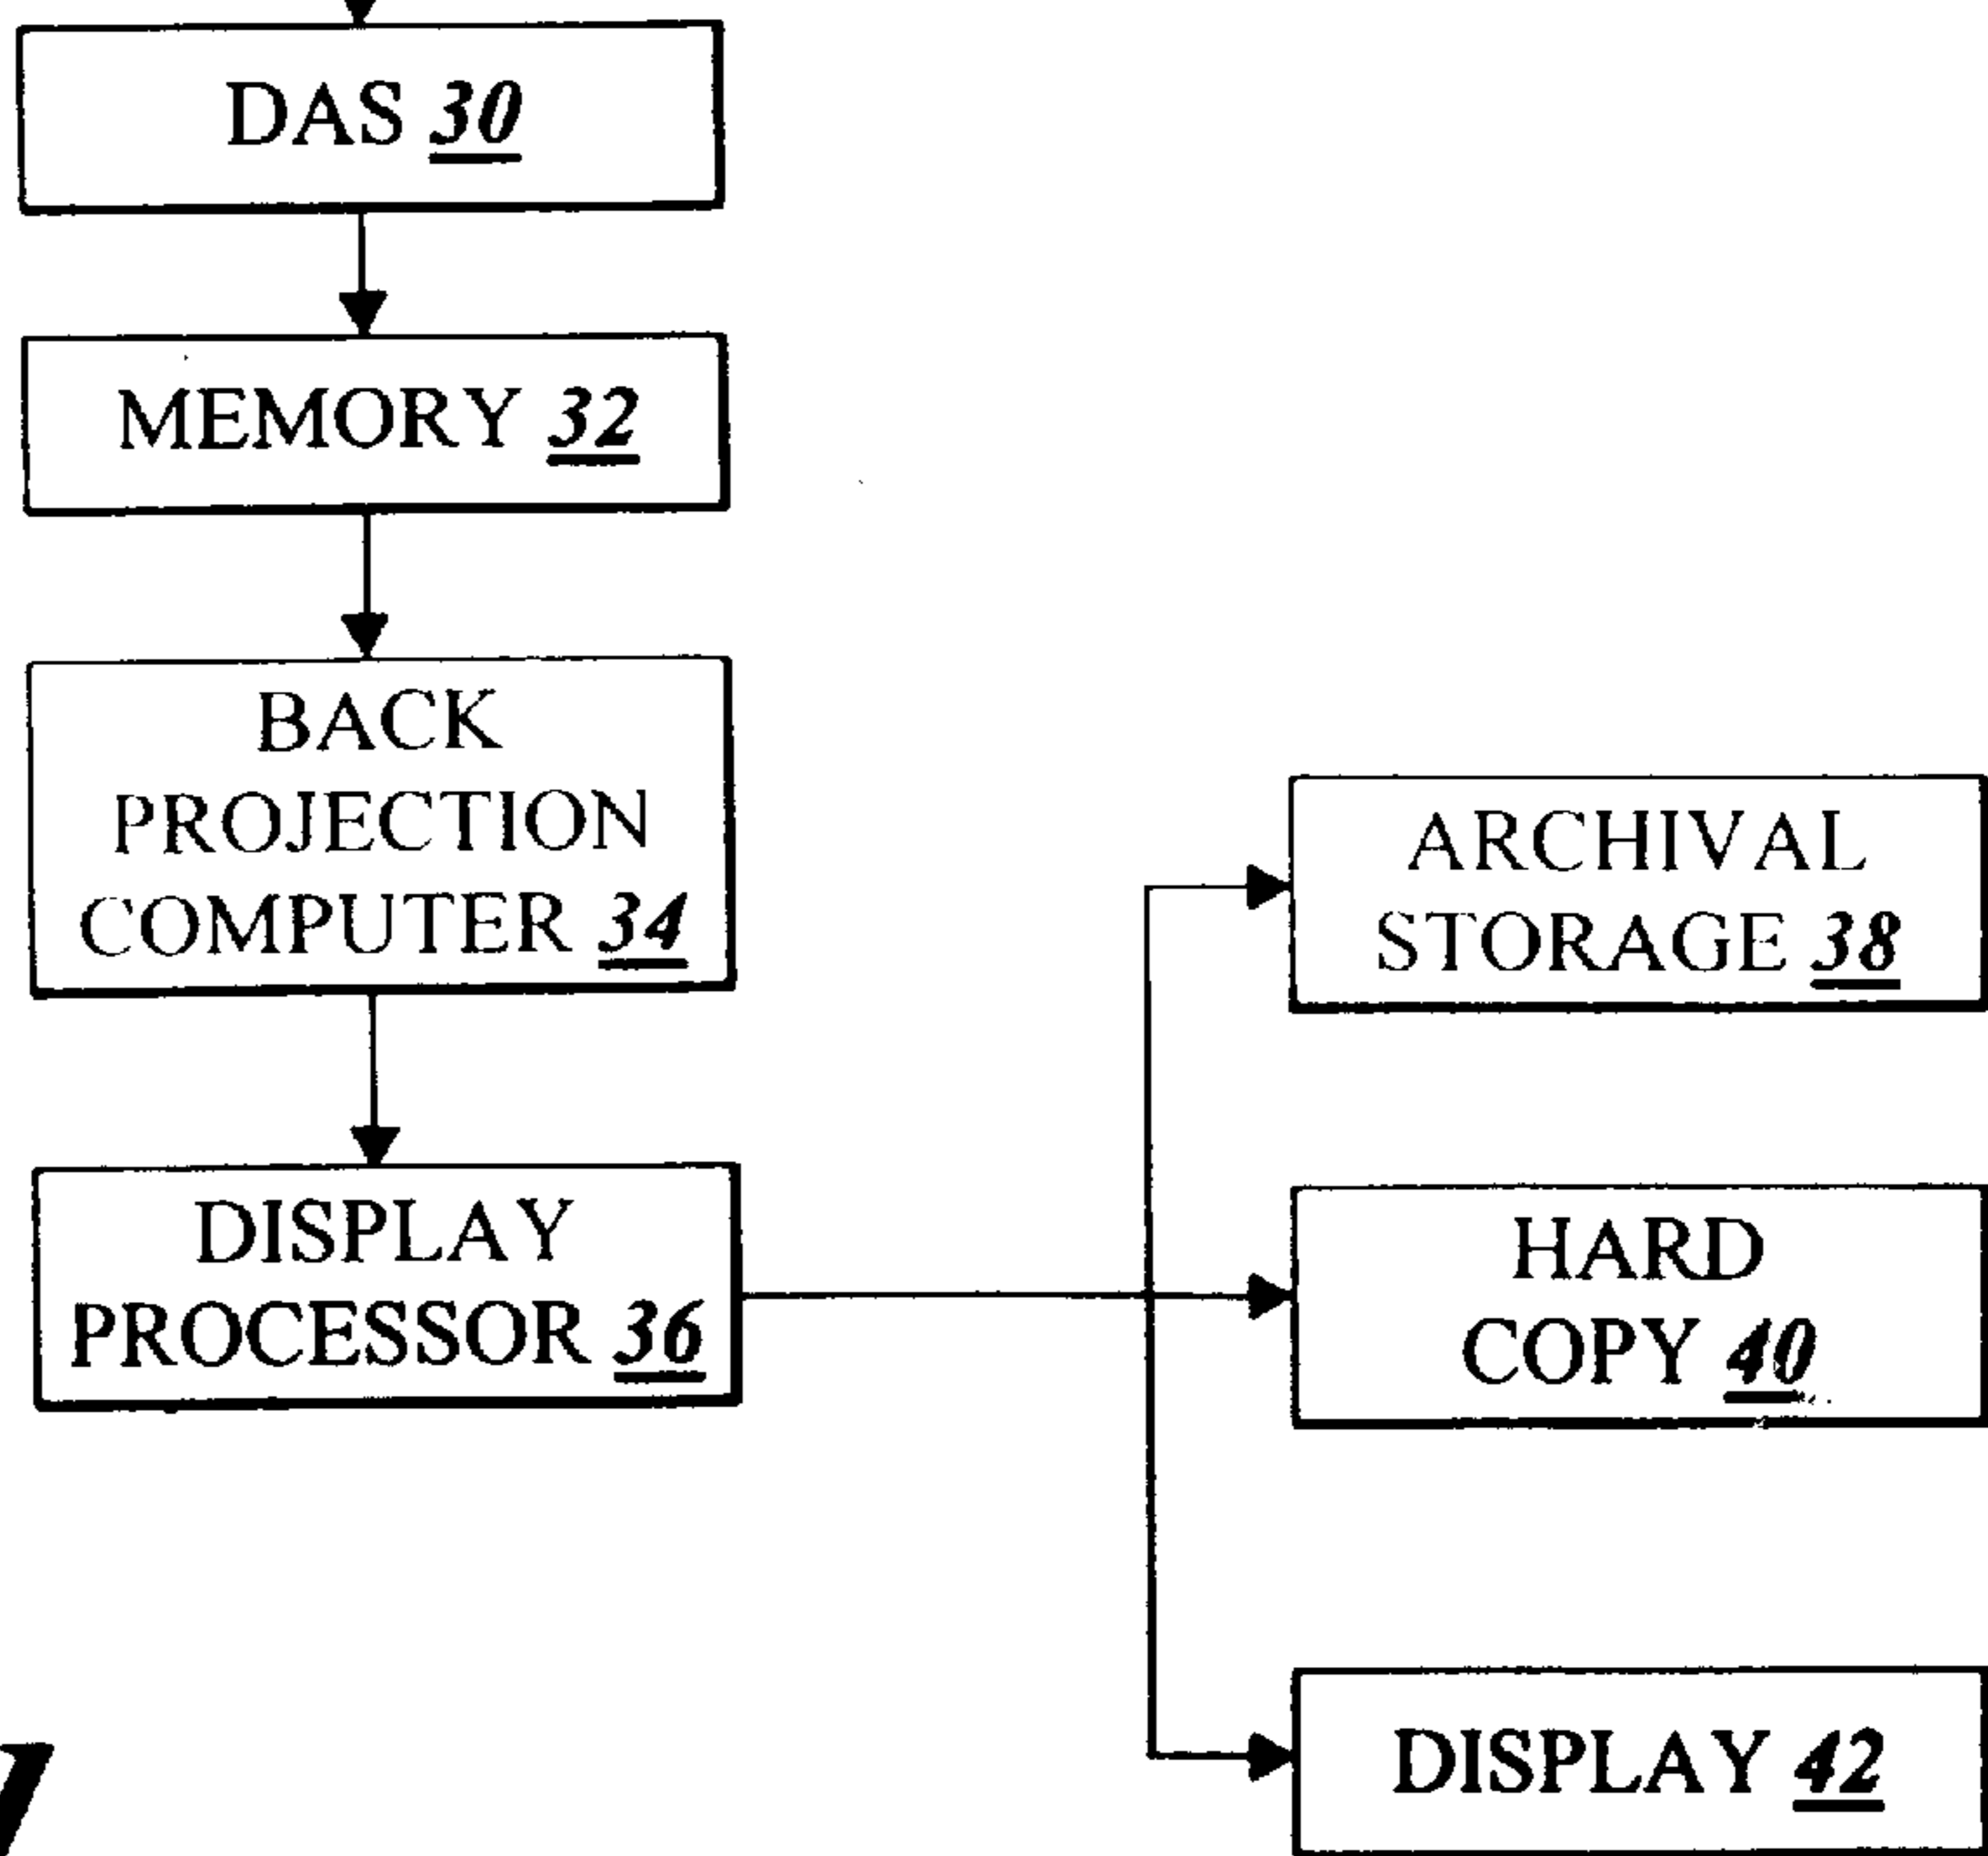 DAS 30
MEMORY 32
BACK
PROJECTION
COMPUTER 34
DISPLAY
PROCESSOR 36
ARCHIVAL
STORAGE 38
HARD
COPY 40
DISPLAY 42